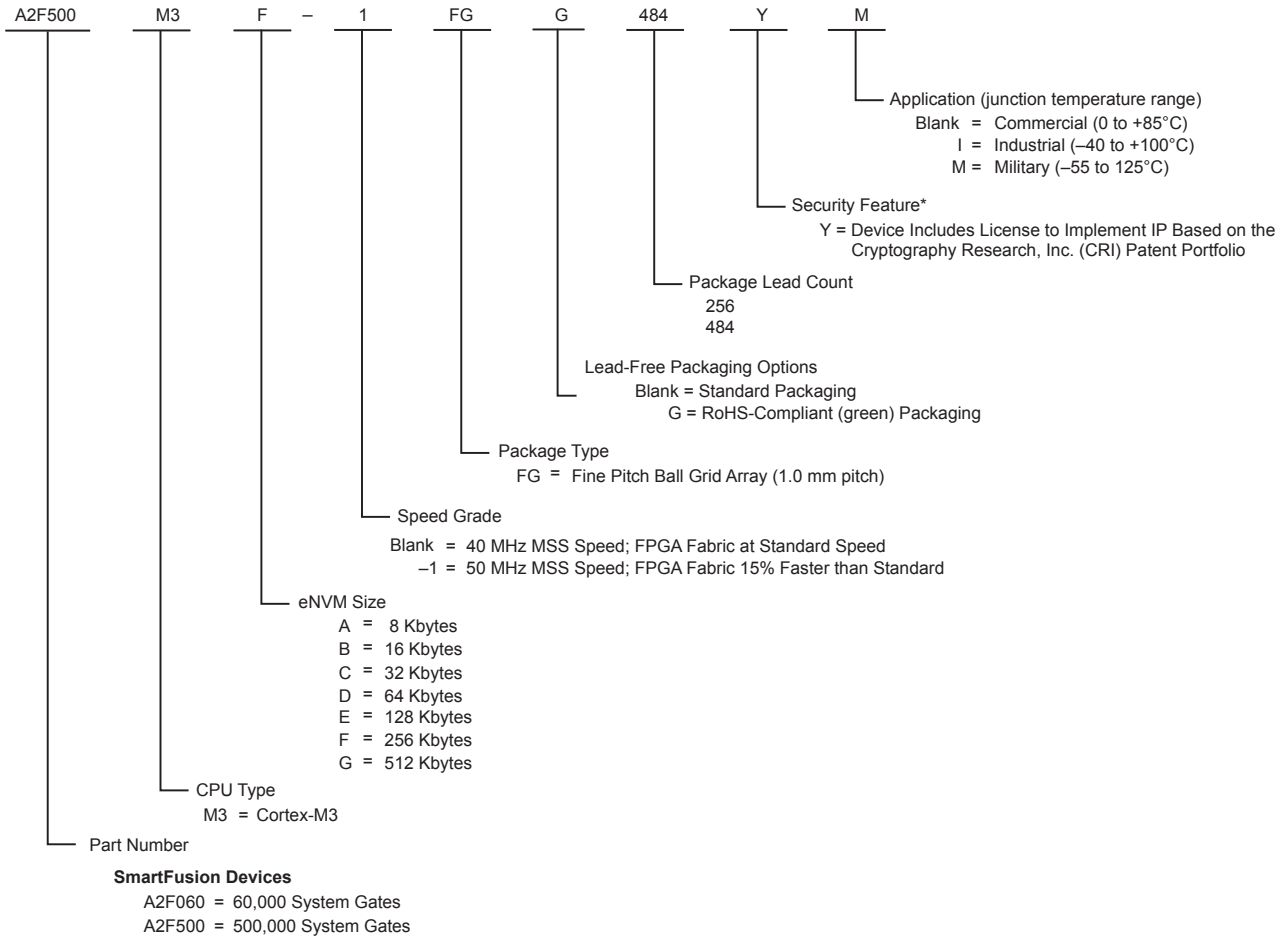 A2F500 M3 F – 1 FG G 484 Y M
Application (junction temperature range)
Blank = Commercial (0 to +85°C)
I = Industrial (–40 to +100°C)
M = Military (–55 to 125°C)
Security Feature*
Y = Device Includes License to Implement IP Based on the
Cryptography Research, Inc. (CRI) Patent Portfolio
Package Lead Count
256
484
Lead-Free Packaging Options
Blank = Standard Packaging
G = RoHS-Compliant (green) Packaging
Package Type
FG = Fine Pitch Ball Grid Array (1.0 mm pitch)
Speed Grade
Blank = 40 MHz MSS Speed; FPGA Fabric at Standard Speed
–1 = 50 MHz MSS Speed; FPGA Fabric 15% Faster than Standard
eNVM Size
A = 8 Kbytes
B = 16 Kbytes
C = 32 Kbytes
D = 64 Kbytes
E = 128 Kbytes
F = 256 Kbytes
G = 512 Kbytes
CPU Type
M3 = Cortex-M3
Part Number
SmartFusion Devices
A2F060 = 60,000 System Gates
A2F500 = 500,000 System Gates